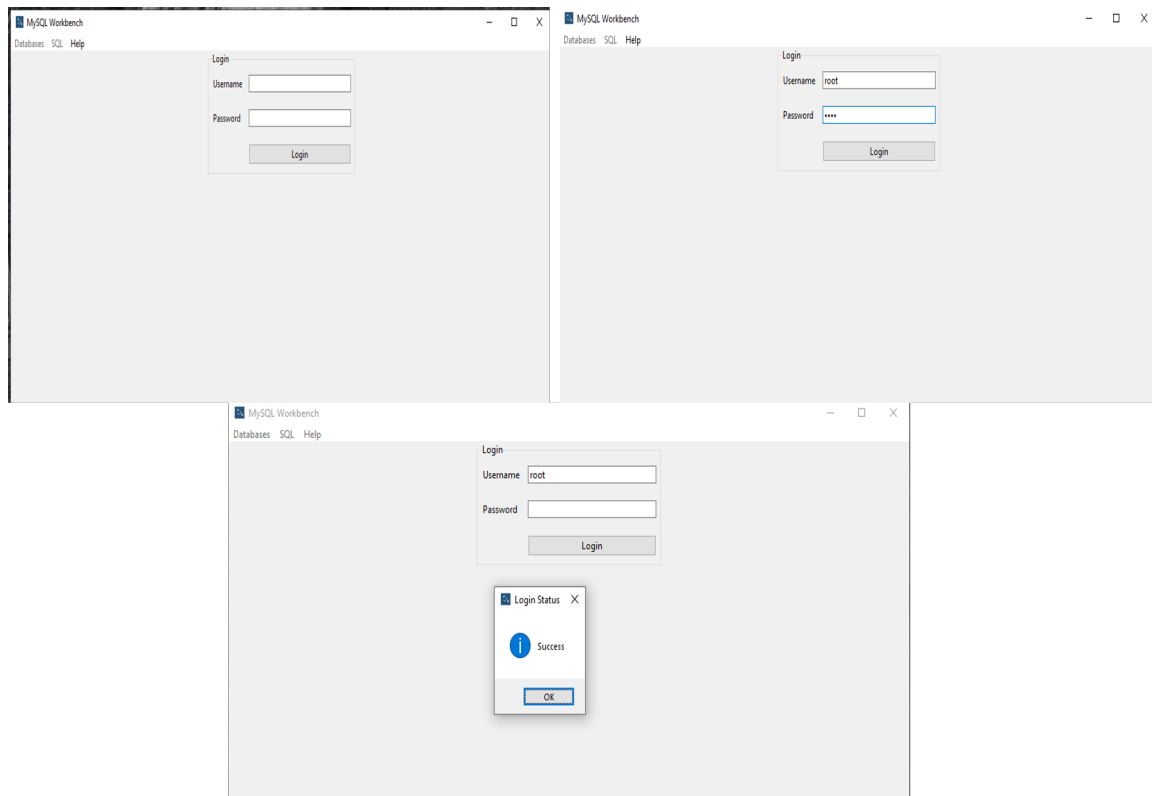 MySQL Workbench
Databases SQL Help
Login
Username
Password
Login
MySQL Workbench
Databases SQL Help
Login
Username root
Password ••••
Login
MySQL Workbench
Databases SQL Help
Login
Username root
Password
Login
Login Status
Success
OK